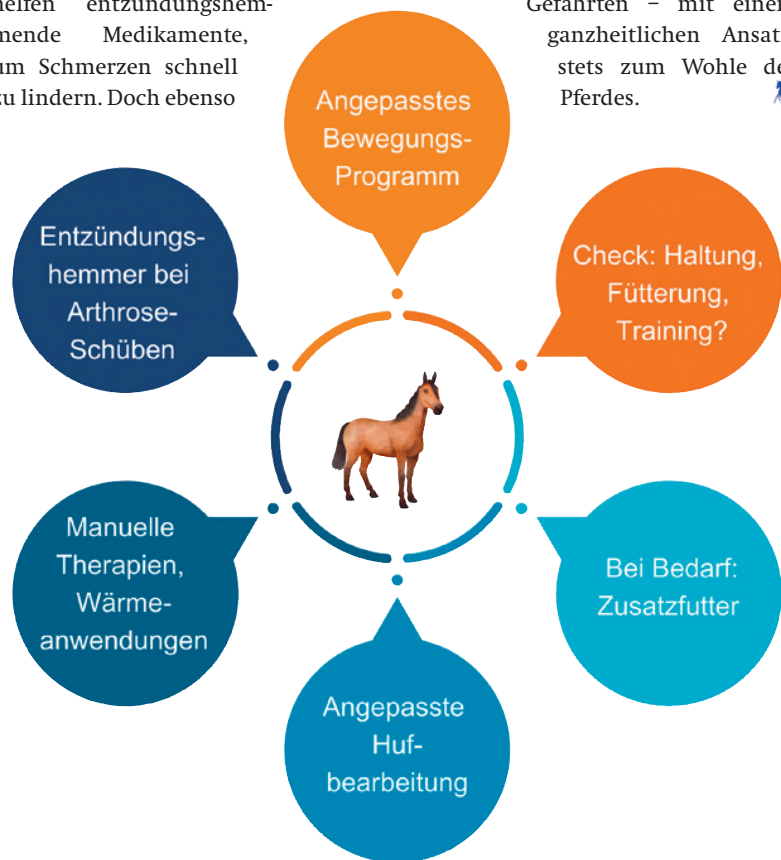 helfen entzündungshem-
mende Medikamente,
um Schmerzen schnell
zu lindern. Doch ebenso
Gefährten – mit einem
ganzheitlichen Ansatz
stets zum Wohle des
Pferdes.
Angepasstes
Bewegungs-
Programm
Check: Haltung,
Fütterung,
Training?
Bei Bedarf:
Zusatzfutter
Angepasste
Huf-
bearbeitung
Manuelle
Therapien,
Wärme-
anwendungen
Entzündungs-
hemmer bei
Arthrose-
Schüben